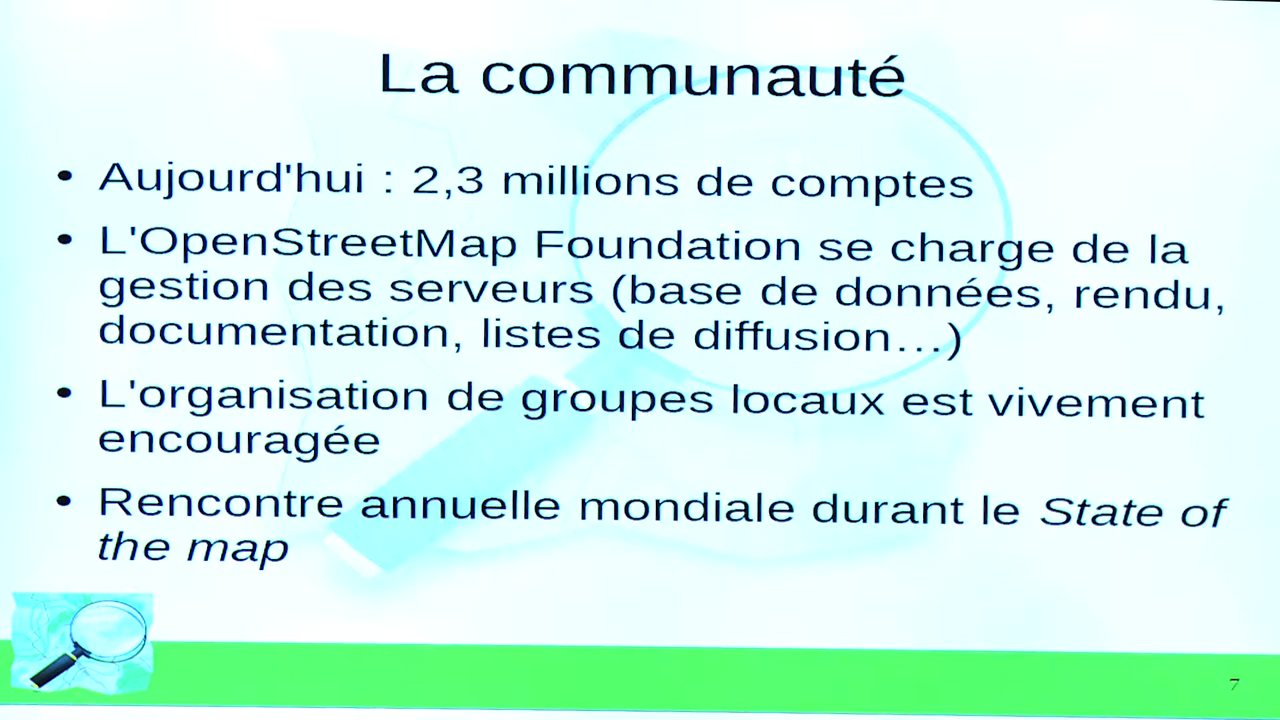 La communauté
• Aujourd'hui : 2,3 millions de comptes
• L'OpenStreetMap Foundation se charge de la
gestion des serveurs (base de données, rendu,
documentation, listes de diffusion…)
• L'organisation de groupes locaux est vivement
encouragée
• Rencontre annuelle mondiale durant le State of
the map
7